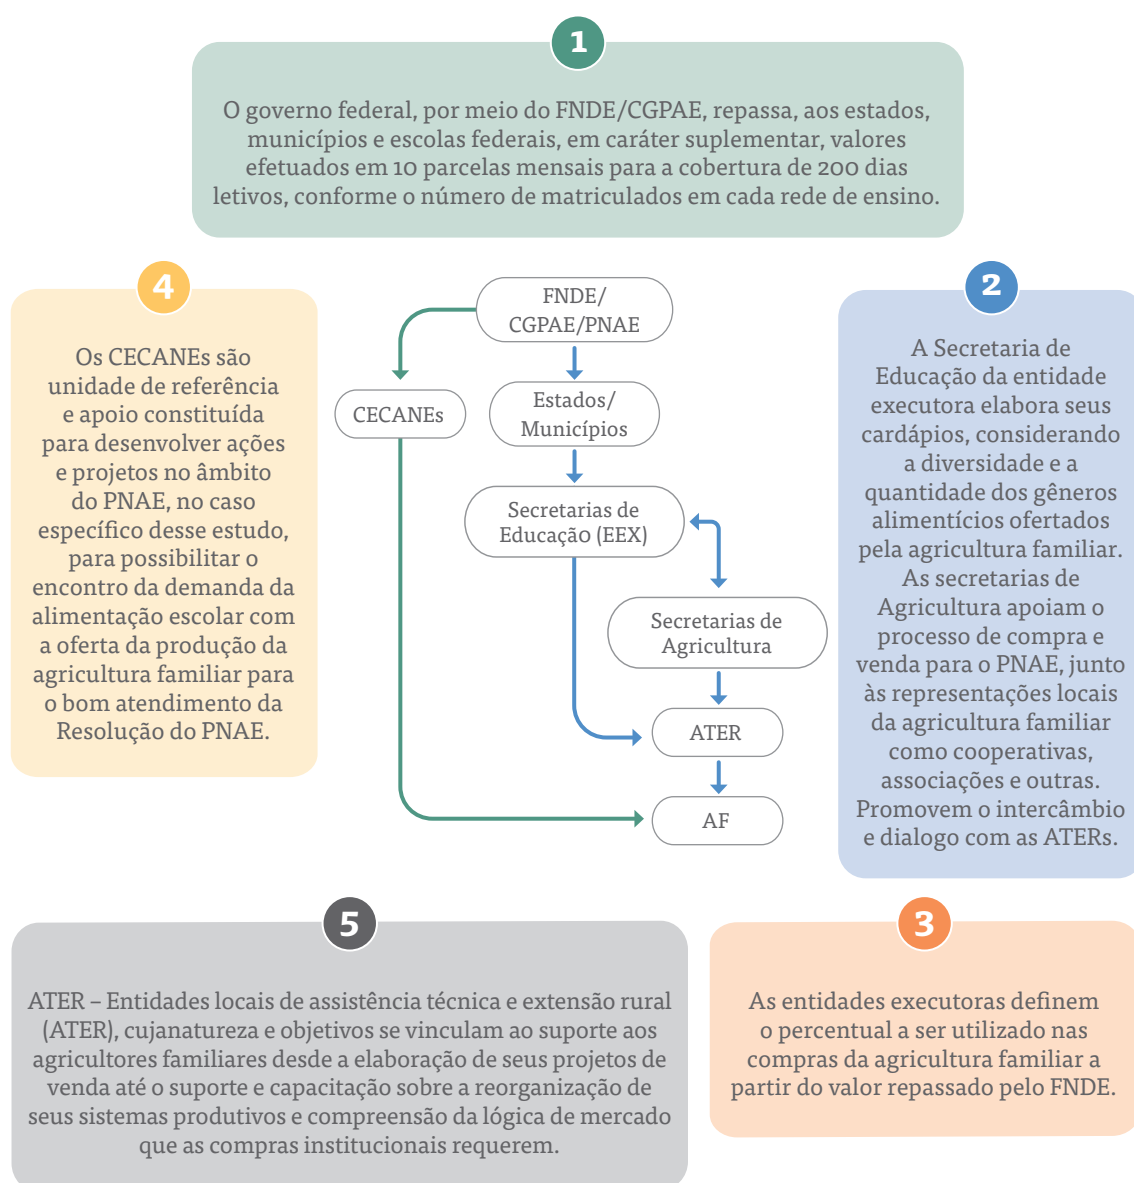 1
O governo federal, por meio do FNDE/CGPAE, repassa, aos estados,
municípios e escolas federais, em caráter suplementar, valores
efetuados em 10 parcelas mensais para a cobertura de 200 dias
letivos, conforme o número de matriculados em cada rede de ensino.
4
Os CECANEs são
unidade de referência
e apoio constituída
para desenvolver ações
e projetos no âmbito
do PNAE, no caso
específico desse estudo,
para possibilitar o
encontro da demanda da
alimentação escolar com
a oferta da produção da
agricultura familiar para
o bom atendimento da
Resolução do PNAE.
FNDE/
CGPAE/PNAE
CECANEs
Estados/
Municípios
Secretarias de
Educação (EEX)
Secretarias de
Agricultura
ATER
AF
2
A Secretaria de
Educação da entidade
executora elabora seus
cardápios, considerando
a diversidade e a
quantidade dos gêneros
alimentícios ofertados
pela agricultura familiar.
As secretarias de
Agricultura apoiam o
processo de compra e
venda para o PNAE, junto
às representações locais
da agricultura familiar
como cooperativas,
associações e outras.
Promovem o intercâmbio
e dialogo com as ATERs.
5
ATER – Entidades locais de assistência técnica e extensão rural
(ATER), cujanatureza e objetivos se vinculam ao suporte aos
agricultores familiares desde a elaboração de seus projetos de
venda até o suporte e capacitação sobre a reorganização de
seus sistemas produtivos e compreensão da lógica de mercado
que as compras institucionais requerem.
3
As entidades executoras definem
o percentual a ser utilizado nas
compras da agricultura familiar a
partir do valor repassado pelo FNDE.